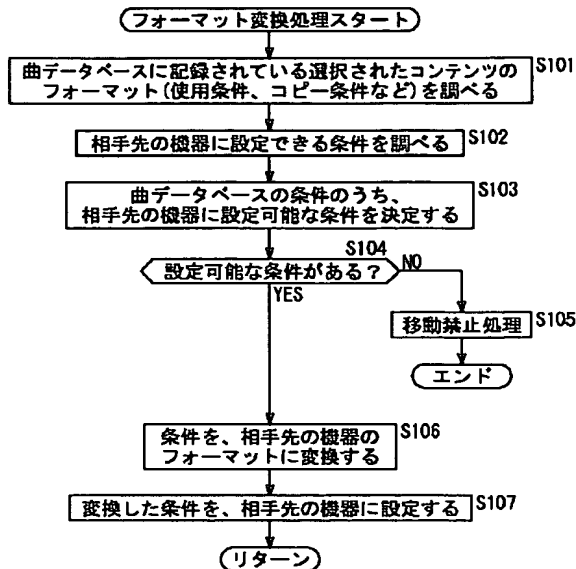 フォーマット変換処理スタート
曲データベースに記録されている選択されたコンテンツの
フォーマット(使用条件、コピー条件など)を調べる
S101
相手先の機器に設定できる条件を調べる
S102
曲データベースの条件のうち、
相手先の機器に設定可能な条件を決定する
S103
S104
設定可能な条件がある?
NO
YES
移動禁止処理
S105
エンド
条件を、相手先の機器の
フォーマットに変換する
S106
変換した条件を、相手先の機器に設定する
S107
リターン